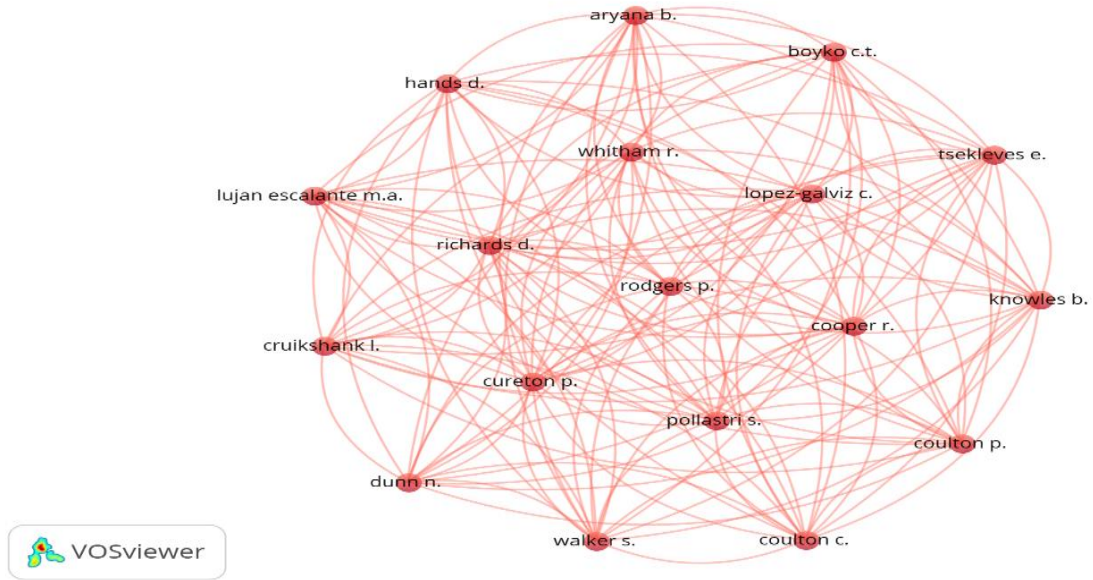 aryana b.
boyko c.t.
hands d.
whitham r.
tsekleves e.
lopez-galviz c.
lujan escalante m.a.
richards d.
rodgers p.
knowles b.
cooper r.
cruikshank l.
cureton p.
pollastri s.
coulton p.
dunn n.
walker s.
coulton c.
VOSviewer